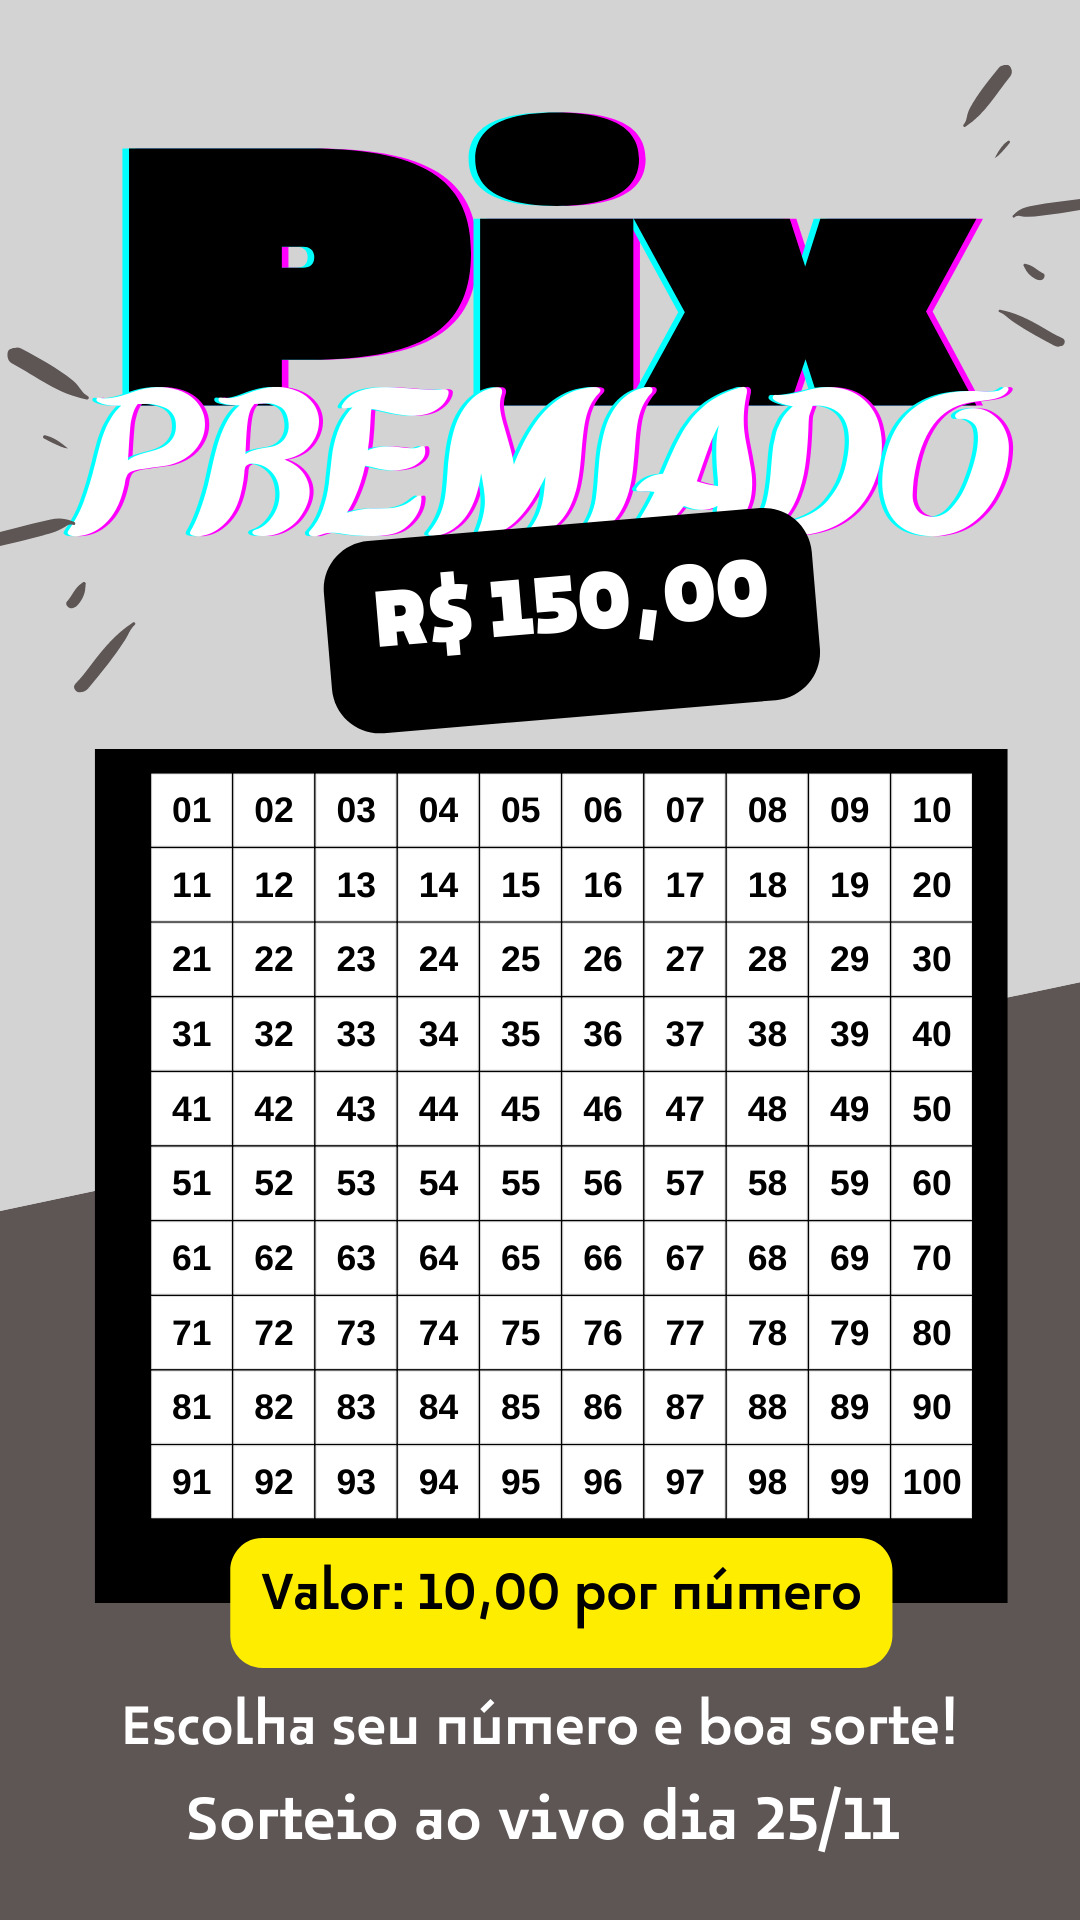 Pix
PREMIADO
R$ 150,00
01 02 03 04 05 06 07 08 09 10
11 12 13 14 15 16 17 18 19 20
21 22 23 24 25 26 27 28 29 30
31 32 33 34 35 36 37 38 39 40
41 42 43 44 45 46 47 48 49 50
51 52 53 54 55 56 57 58 59 60
61 62 63 64 65 66 67 68 69 70
71 72 73 74 75 76 77 78 79 80
81 82 83 84 85 86 87 88 89 90
91 92 93 94 95 96 97 98 99 100
Valor: 10,00 por número
Escolha seu número e boa sorte!
Sorteio ao vivo dia 25/11